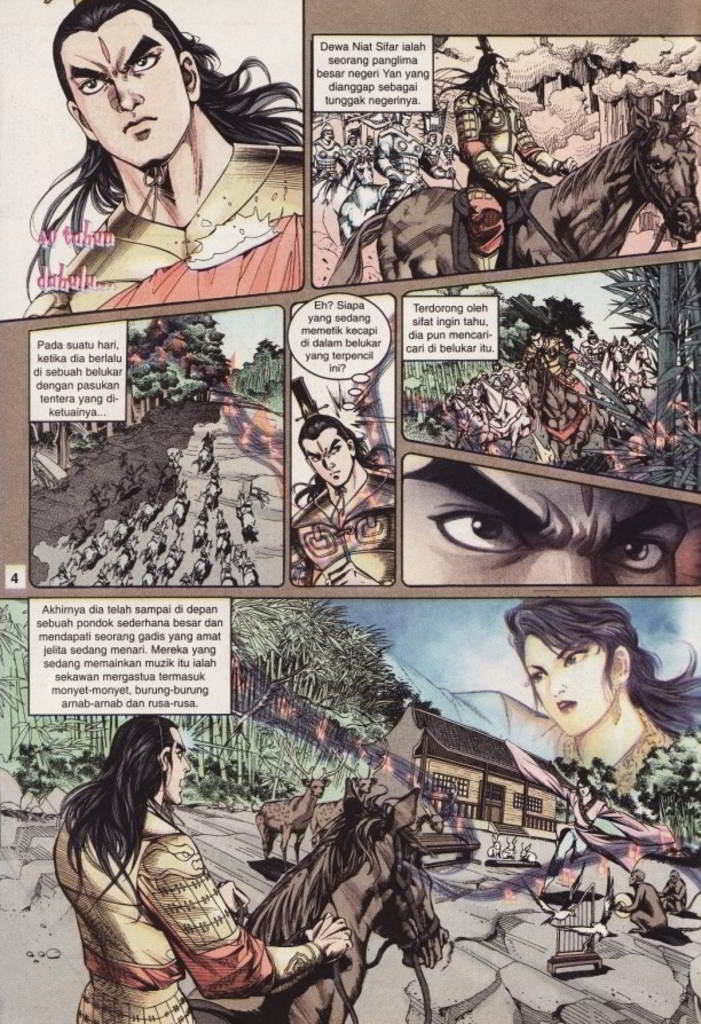 Dewa Niat Sifar ialah
seorang panglima
besar negeri Yan yang
dianggap sebagai
tunggak negerinya.
tahun
dahulu...
Pada suatu hari,
ketika dia berlalu
di sebuah belukar
dengan pasukan
tentera yang di-
ketuainya...
Eh? Siapa
yang sedang
memetik kecapi
di dalam belukar
yang terpencil
ini?
Terdorong oleh
sifat ingin tahu,
dia pun mencari-
cari di belukar itu.
4
Akhirnya dia telah sampai di depan
sebuah pondok sederhana besar dan
mendapati seorang gadis yang amat
jelita sedang menari. Mereka yang
sedang memainkan muzik itu ialah
sekawan mergastua termasuk
monyet-monyet, burung-burung
arnab-arnab dan rusa-rusa.